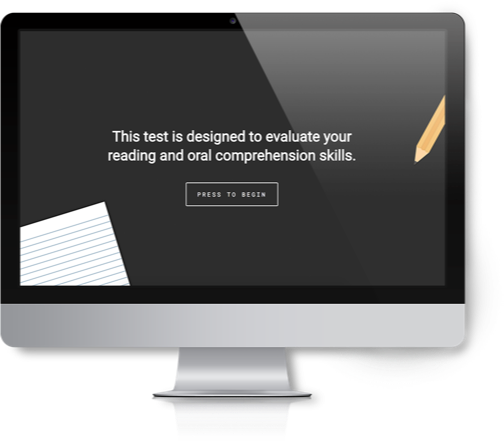 This test is designed to evaluate your
reading and oral comprehension skills.
PRESS TO BEGIN